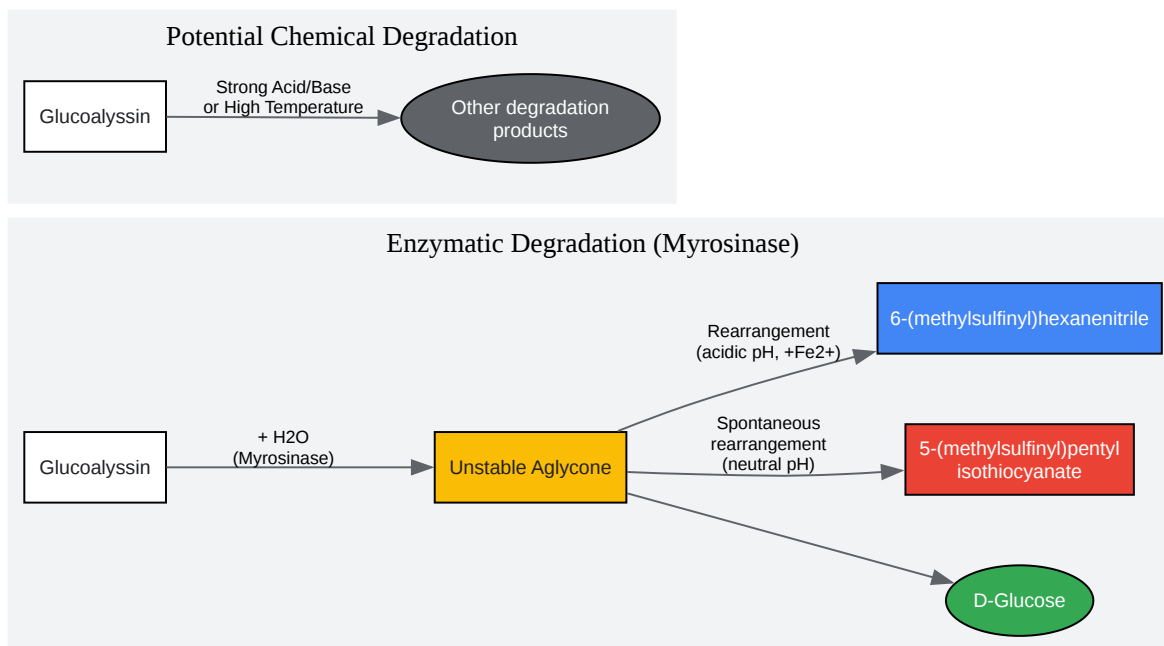 Potential Chemical Degradation
Glucoalyssin
Strong Acid/Base
or High Temperature
Other degradation
products
Enzymatic Degradation (Myrosinase)
Glucoalyssin
+ H2O
(Myrosinase)
Unstable Aglycone
Rearrangement
(acidic pH, +Fe2+)
6-(methylsulfinyl)hexanenitrile
Spontaneous
rearrangement
(neutral pH)
5-(methylsulfinyl)pentyl
isothiocyanate
D-Glucose